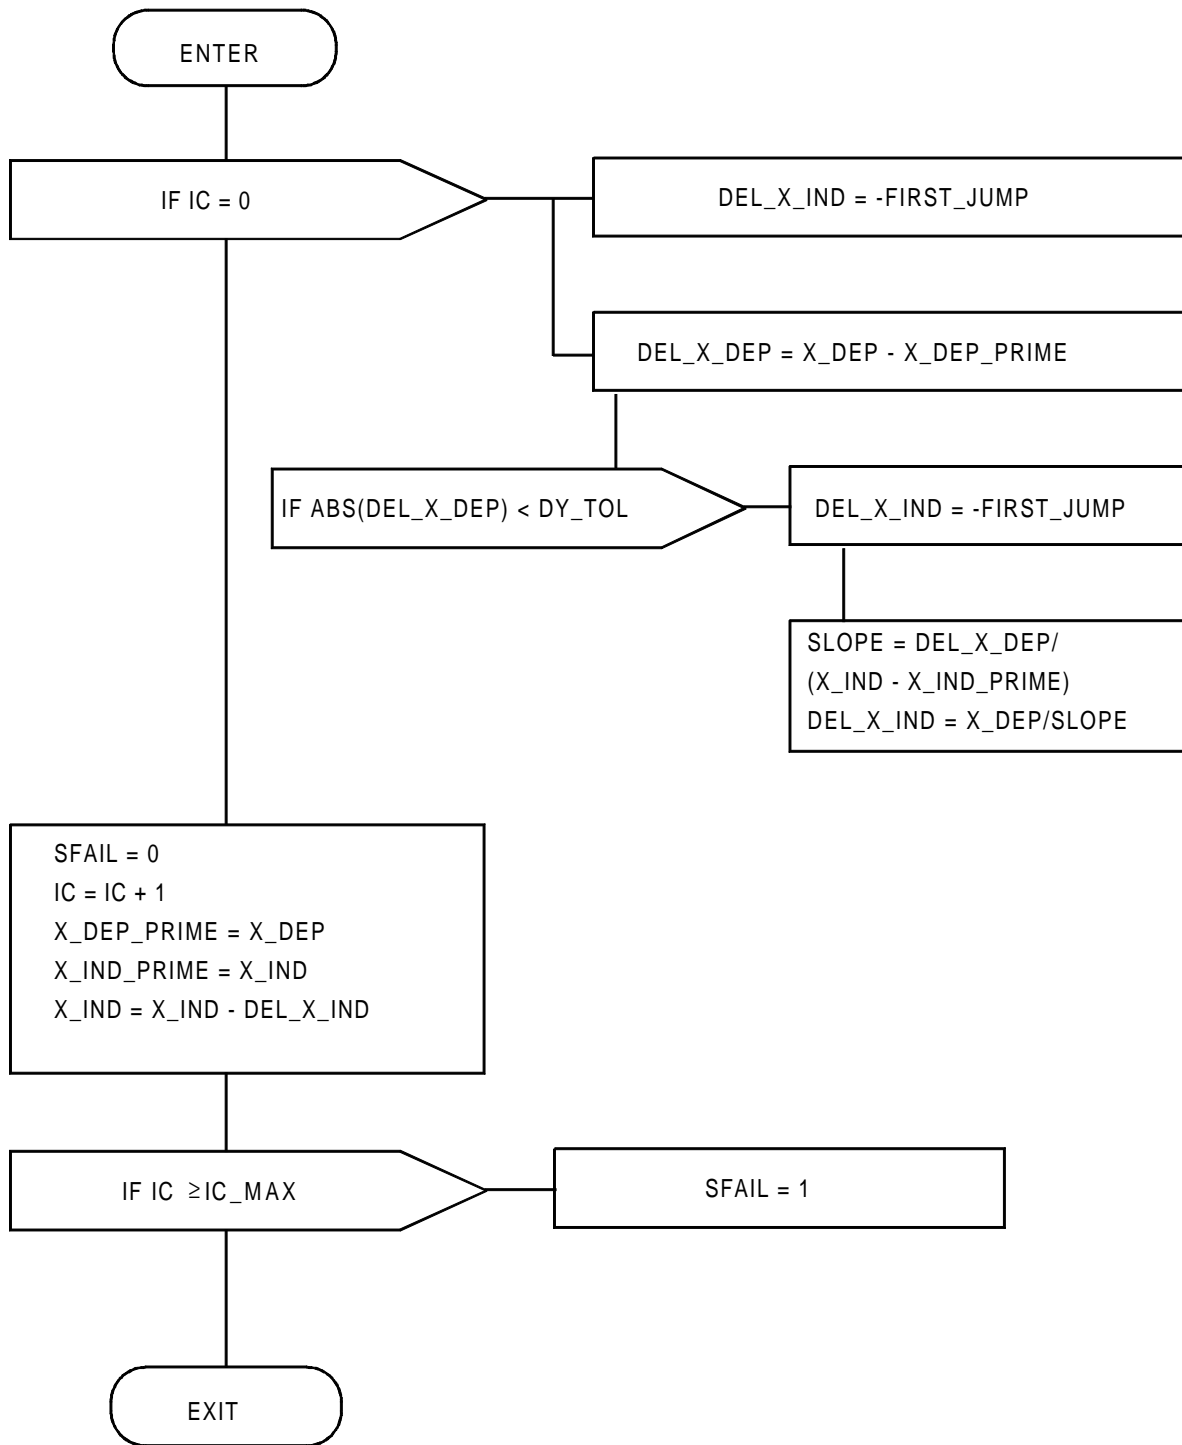 ENTER
IF IC = 0
DEL_X_IND = -FIRST_JUMP
DEL_X_DEP = X_DEP - X_DEP_PRIME
IF ABS(DEL_X_DEP) < DY_TOL
DEL_X_IND = -FIRST_JUMP
SLOPE = DEL_X_DEP/
(X_IND - X_IND_PRIME)
DEL_X_IND = X_DEP/SLOPE
SFAIL = 0
IC = IC + 1
X_DEP_PRIME = X_DEP
X_IND_PRIME = X_IND
X_IND = X_IND - DEL_X_IND
IF IC ≥IC_MAX
SFAIL = 1
EXIT